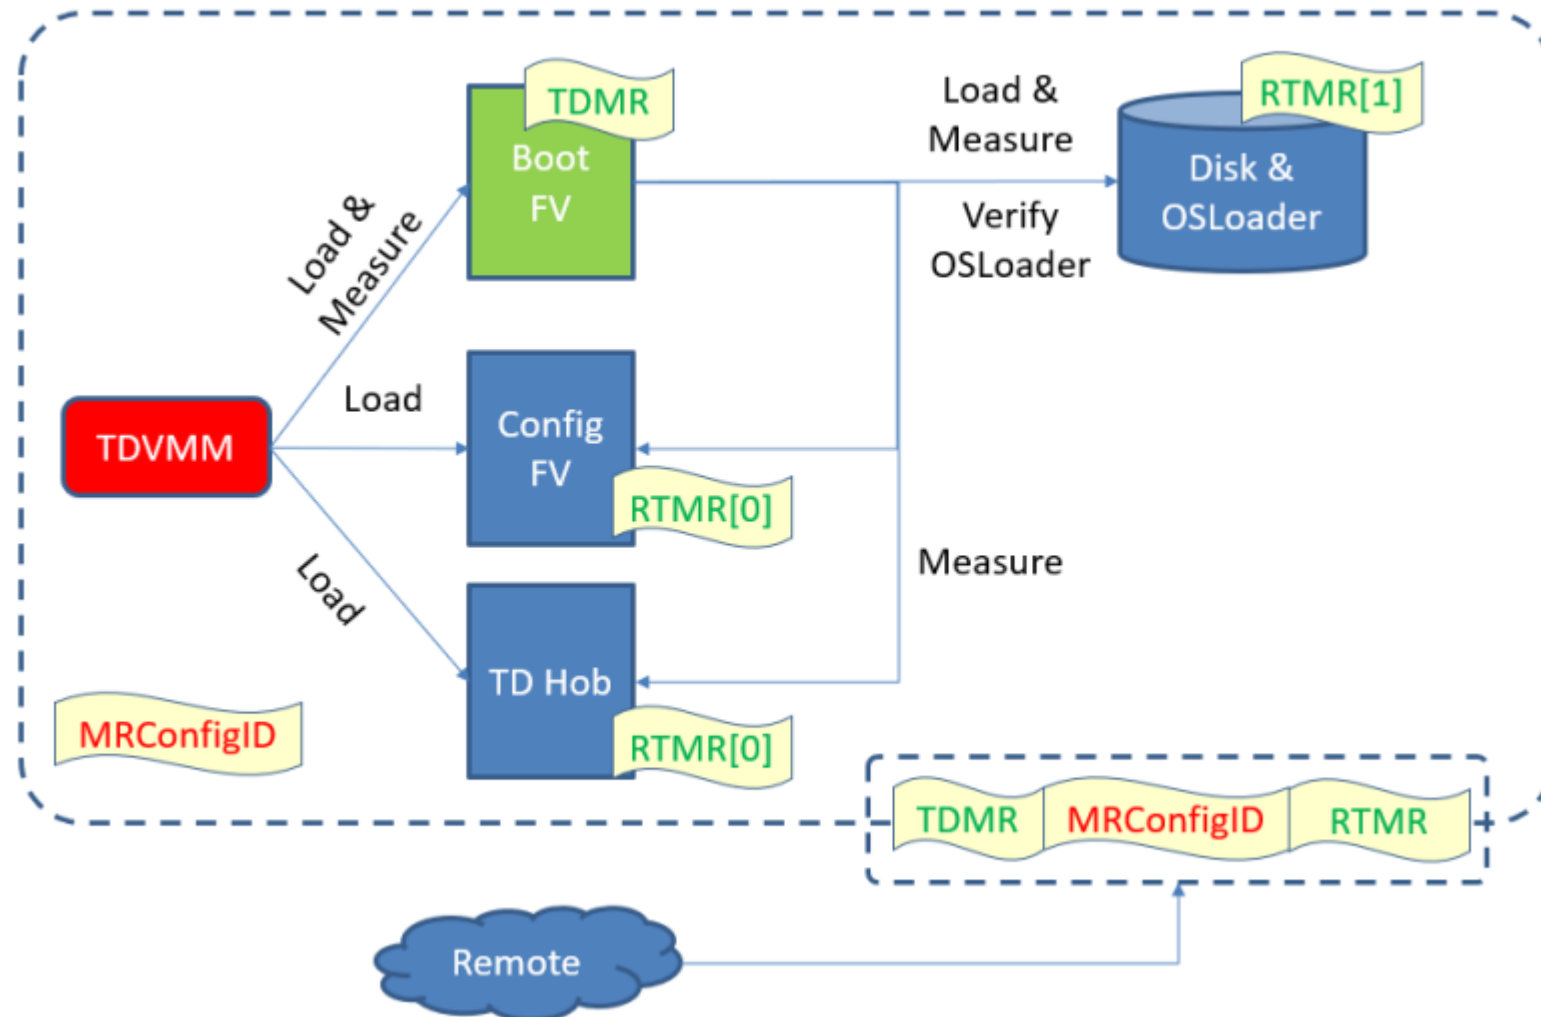 TDMR
Boot
FV
Load &
Measure
RTMR[1]
Disk &
OSLoader
Verify
OSLoader
Load &
Measure
Load
TDVMM
Config
FV
RTMR[0]
Measure
Load
TD Hob
RTMR[0]
MRConfigID
TDMR
MRConfigID
RTMR
Remote